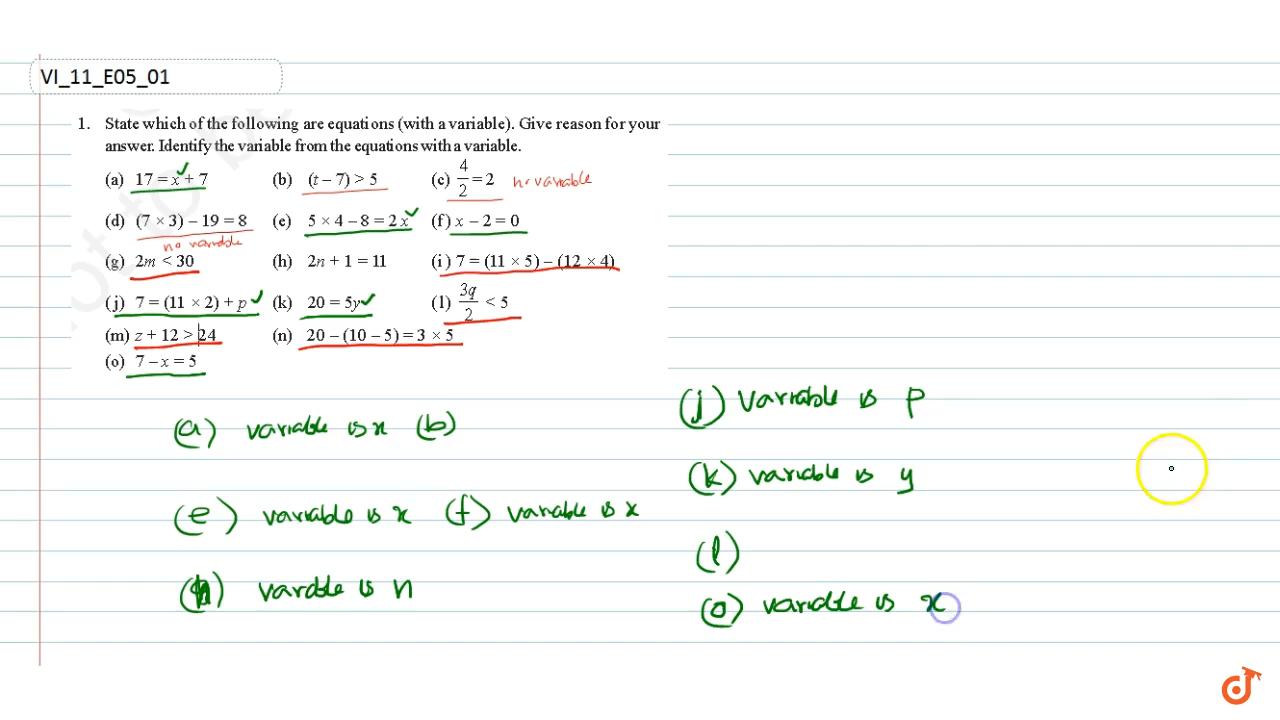 VI_11_E05_01
1. State which of the following are equations (with a variable). Give reason for your
answer. Identify the variable from the equations with a variable.
(a) 17 = x + 7 (b) (t – 7) > 5 (c) 4/2 = 2 no variable
(d) (7 × 3) – 19 = 8 (e) 5 × 4 – 8 = 2 x (f) x – 2 = 0
no variable
(g) 2m < 30 (h) 2n + 1 = 11 (i) 7 = (11 × 5) – (12 × 4)
(j) 7 = (11 × 2) + p (k) 20 = 5y (l) 3q/2 < 5
(m) z + 12 > 24 (n) 20 – (10 – 5) = 3 × 5
(o) 7 – x = 5
(a) variable is x (b)
(e) variable is x (f) variable is x
(h) varable is n
(j) variable is p
(k) variable is y
(l)
(o) variable is x